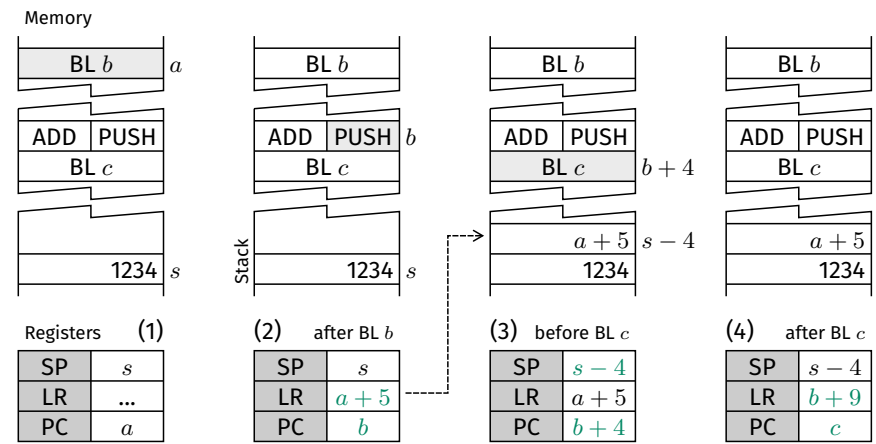 Memory
BL b a
BL b
BL b
BL b
ADD PUSH
ADD PUSH b
ADD PUSH
ADD PUSH
BL c
BL c
BL c b + 4
BL c
a + 5 s − 4
a + 5
Stack
1234 s
1234 s
1234
1234
Registers (1)
(2) after BL b
(3) before BL c
(4) after BL c
SP s
LR ...
PC a
SP s
LR a + 5
PC b
SP s − 4
LR a + 5
PC b + 4
SP s − 4
LR b + 9
PC c